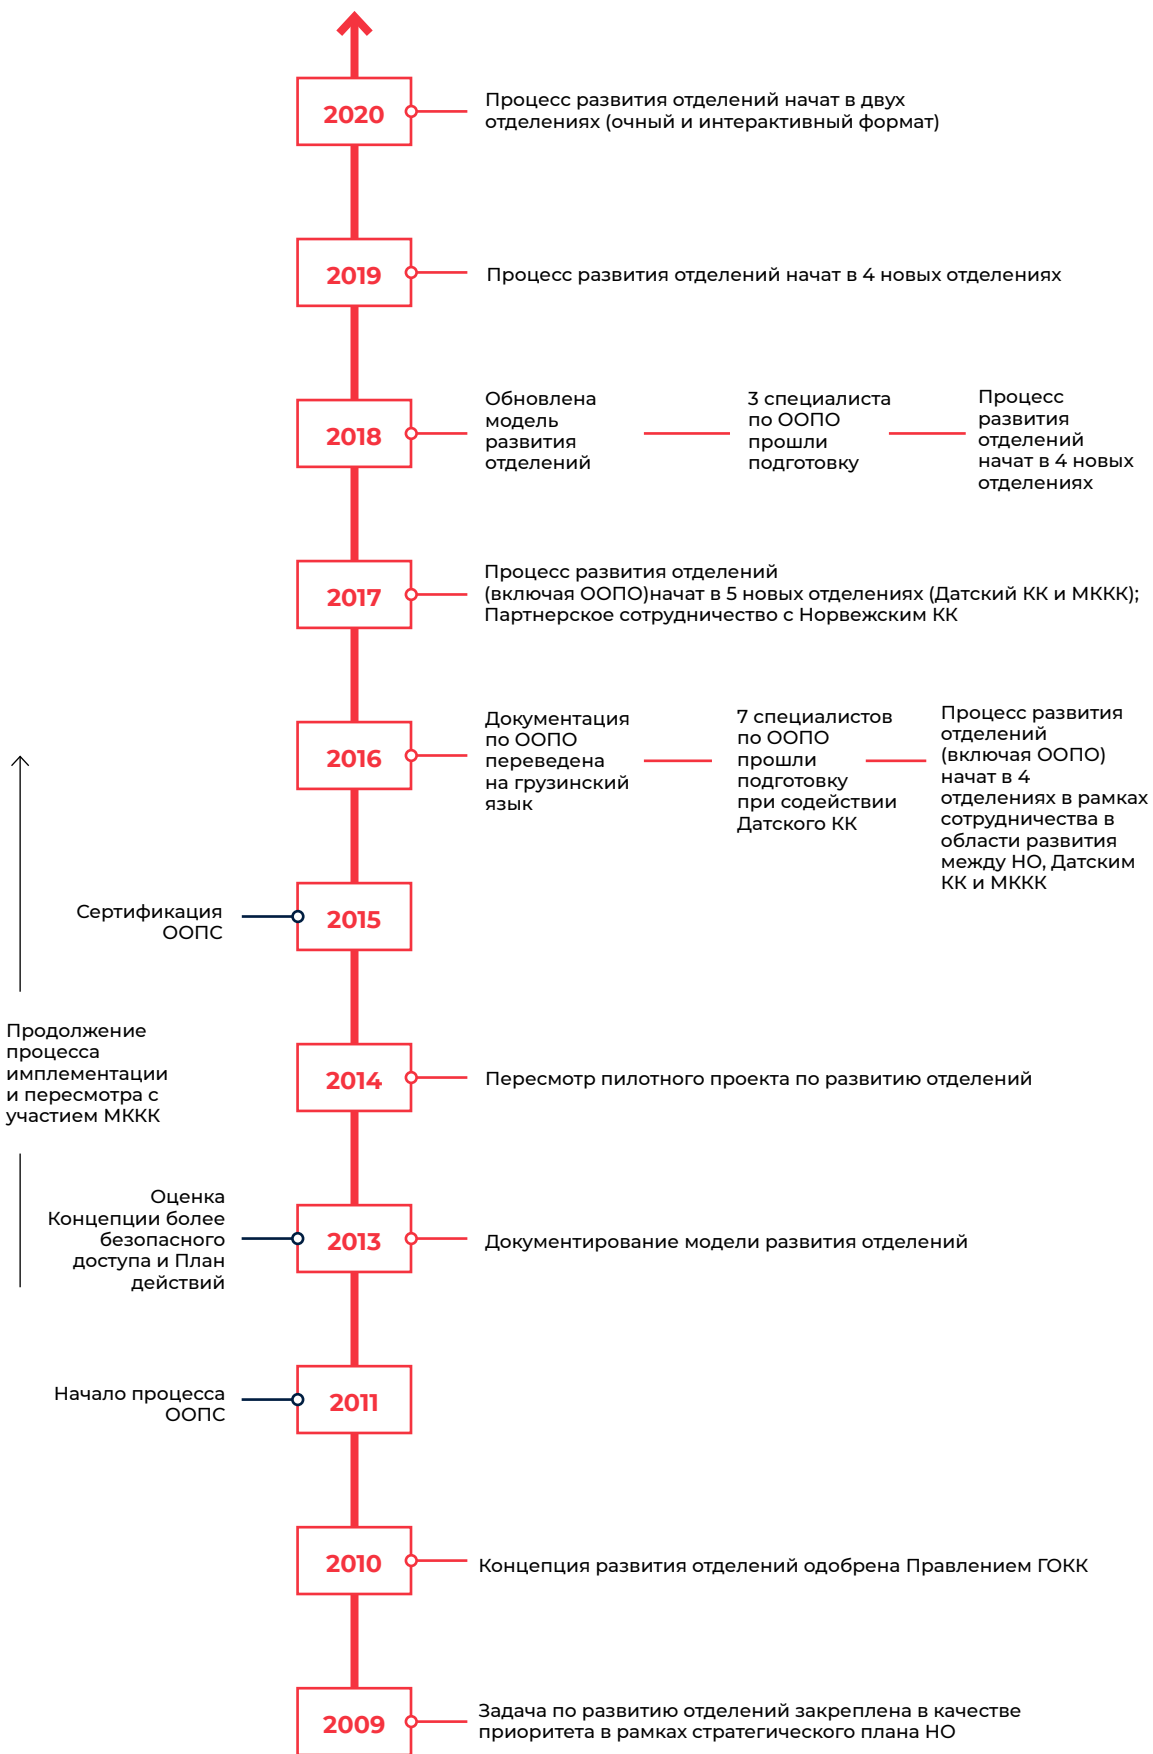 2020
Процесс развития отделений начат в двух
отделениях (очный и интерактивный формат)
2019
Процесс развития отделений начат в 4 новых отделениях
2018
Обновлена
модель
развития
отделений
3 специалиста
по ООПО
прошли
подготовку
Процесс
развития
отделений
начат в 4 новых
отделениях
2017
Процесс развития отделений
(включая ООПО)начат в 5 новых отделениях (Датский КК и МККК);
Партнерское сотрудничество с Норвежским КК
2016
Документация
по ООПО
переведена
на грузинский
язык
7 специалистов
по ООПО
прошли
подготовку
при содействии
Датского КК
Процесс развития
отделений
(включая ООПО)
начат в 4
отделениях в рамках
сотрудничества в
области развития
между НО, Датским
КК и МККК
Сертификация
ООПС
2015
Продолжение
процесса
имплементации
и пересмотра с
участием МККК
2014
Пересмотр пилотного проекта по развитию отделений
Оценка
Концепции более
безопасного
доступа и План
действий
2013
Документирование модели развития отделений
Начало процесса
ООПС
2011
2010
Концепция развития отделений одобрена Правлением ГОКК
2009
Задача по развитию отделений закреплена в качестве
приоритета в рамках стратегического плана НО